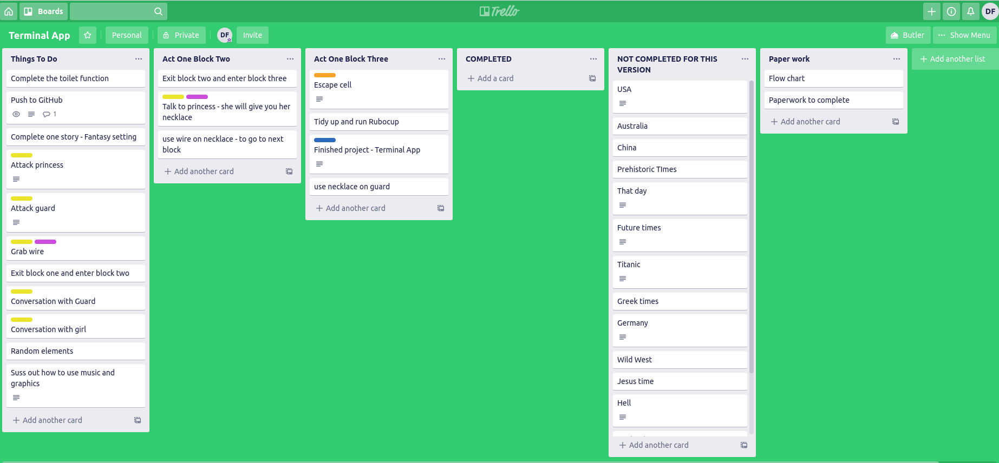 Boards
Trello
DF
Terminal App
Personal
Private
DF
Invite
Butler
Show Menu
Things To Do
Complete the toilet function
Push to GitHub
1
Complete one story - Fantasy setting
Attack princess
Attack guard
Grab wire
Exit block one and enter block two
Conversation with Guard
Conversation with girl
Random elements
Suss out how to use music and
graphics
Add another card
Act One Block Two
Exit block two and enter block three
Talk to princess - she will give you her
necklace
use wire on necklace - to go to next
block
Add another card
Act One Block Three
Escape cell
Tidy up and run Rubocup
Finished project - Terminal App
use necklace on guard
Add another card
COMPLETED
Add a card
NOT COMPLETED FOR THIS
VERSION
USA
Australia
China
Prehistoric TImes
That day
Future times
Titanic
Greek times
Germany
Wild West
Jesus time
Hell
Add another card
Paper work
Flow chart
Paperwork to complete
Add another card
Add another list